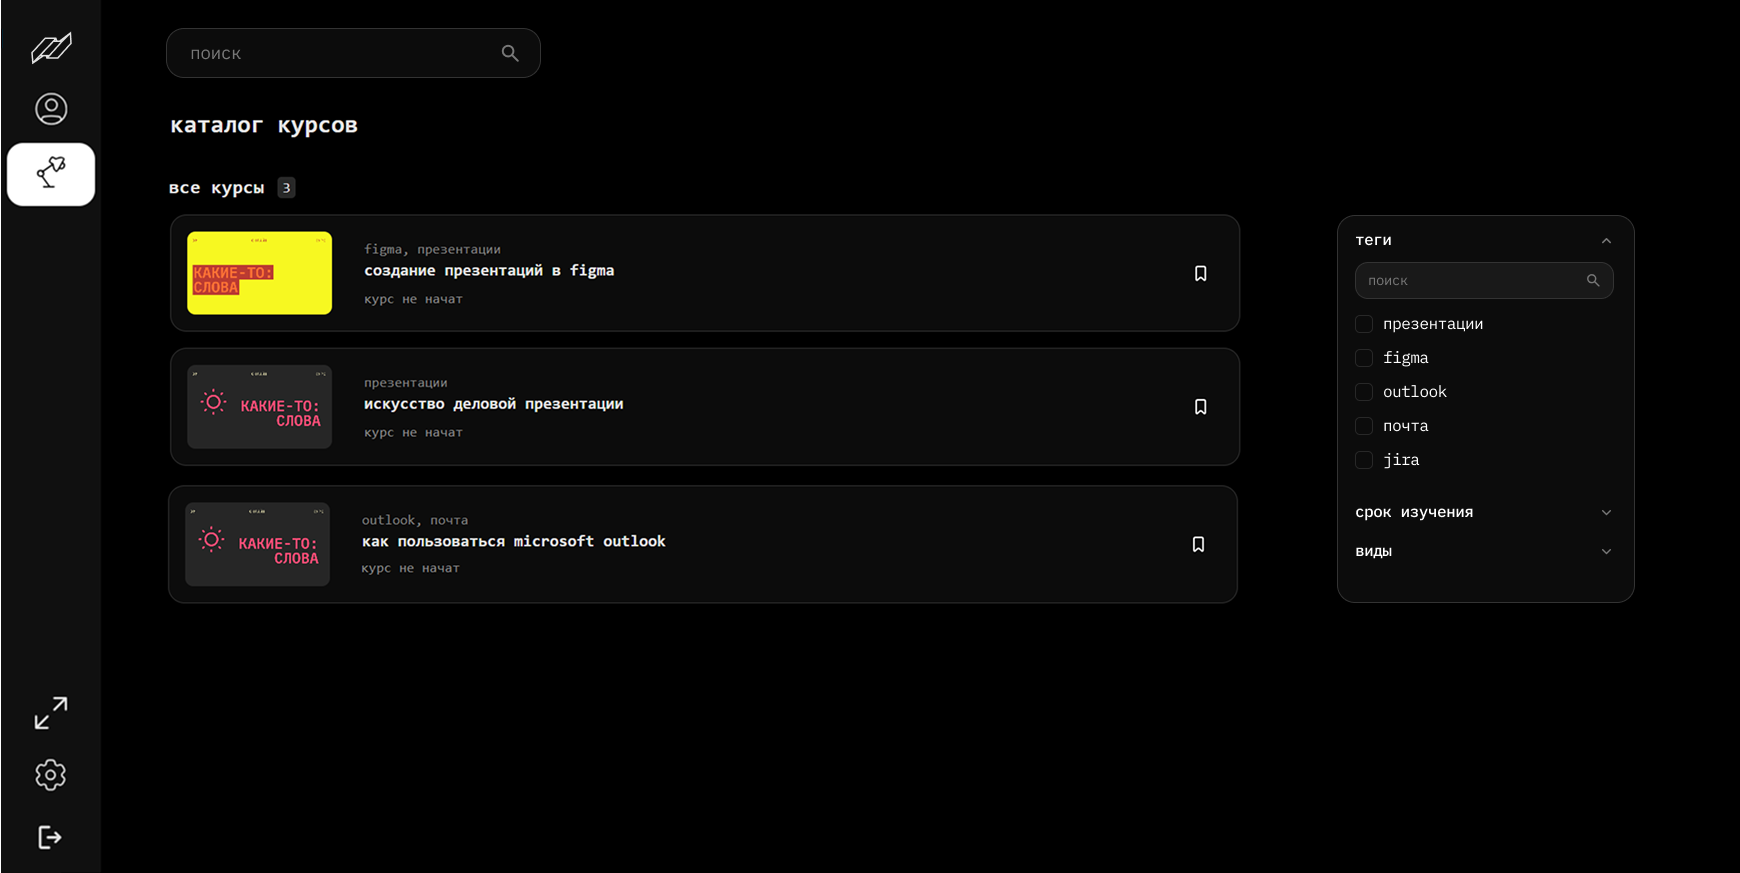 поиск
каталог курсов
все курсы 3
КАКИЕ-ТО:
СЛОВА
figma, презентации
создание презентаций в figma
курс не начат
КАКИЕ-ТО:
СЛОВА
презентации
искусство деловой презентации
курс не начат
КАКИЕ-ТО:
СЛОВА
outlook, почта
как пользоваться microsoft outlook
курс не начат
теги
поиск
презентации
figma
outlook
почта
jira
срок изучения
виды